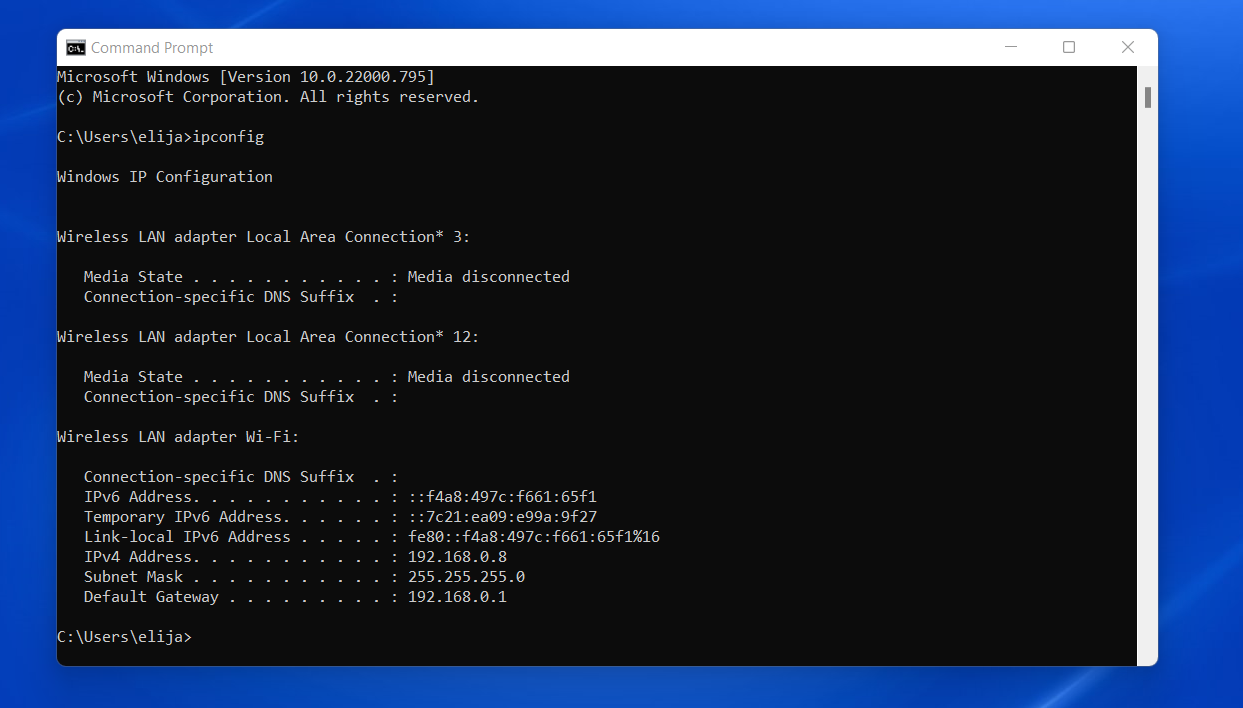 Command Prompt
Microsoft Windows [Version 10.0.22000.795]
(c) Microsoft Corporation. All rights reserved.
C:\Users\elija>ipconfig
Windows IP Configuration
Wireless LAN adapter Local Area Connection* 3:
Media State . . . . . . . . . . . : Media disconnected
Connection-specific DNS Suffix  . :
Wireless LAN adapter Local Area Connection* 12:
Media State . . . . . . . . . . . : Media disconnected
Connection-specific DNS Suffix  . :
Wireless LAN adapter Wi-Fi:
Connection-specific DNS Suffix  . :
IPv6 Address. . . . . . . . . . . : ::f4a8:497c:f661:65f1
Temporary IPv6 Address. . . . . . : ::7c21:ea09:e99a:9f27
Link-local IPv6 Address . . . . . : fe80::f4a8:497c:f661:65f1%16
IPv4 Address. . . . . . . . . . . : 192.168.0.8
Subnet Mask . . . . . . . . . . . : 255.255.255.0
Default Gateway . . . . . . . . . : 192.168.0.1
C:\Users\elija>